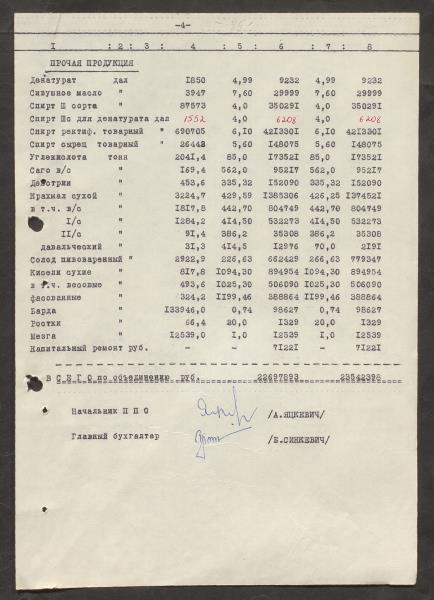 -4-
I : 2 : 3 : 4 : 5 : 6 : 7 : 8
ПРОЧАЯ ПРОДУКЦИЯ
Денатурат дал I850 4,99 9232 4,99 9232
Сивушное масло " 3947 7,60 29999 7,60 29999
Спирт Ш сорта " 87573 4,0 35029I 4,0 35029I
Спирт Шс для денатурата дал 1552 4,0 6208 4,0 6208
Спирт ректиф. товарный " 690705 6,I0 42I330I 6,I0 42I330I
Спирт сырец товарный " 26442 5,60 I48075 5,60 I48075
Углекислота тонн 204I,4 85,0 I7352I 85,0 I7352I
Саго в/с " I69,4 562,0 952I7 562,0 952I7
Декстрин " 453,6 335,32 I52090 335,32 I52090
Крахмал сухой " 3224,7 429,59 I385306 426,25 I37452I
в т.ч. в/с " I8I7,8 442,70 804749 442,70 804749
I/с " I284,2 4I4,50 532273 4I4,50 532273
II/с " 9I,4 386,2 35308 386,2 35308
давальческий " 3I,3 4I4,5 I2976 70,0 2I9I
Солод пивоваренный " 2922,9 226,63 662429 266,63 779347
Кисели сухие " 8I7,8 I094,30 894954 I094,30 894954
в т.ч. весовые " 493,6 I025,30 506090 I025,30 506090
фасованные " 324,2 II99,46 388864 II99,46 388864
Барда " I33946,0 0,74 98627 0,74 98627
Ростки " 66,4 20,0 I329 20,0 I329
Мезга " I2539,0 I,0 I2539 I,0 I2539
Капитальный ремонт руб. - - 7I22I - 7I22I
ВСЕГО по объединению руб. 22697893 23542398
Начальник П П О /А.ЯЦКЕВИЧ/
Главный бухгалтер /Б.СИНКЕВИЧ/